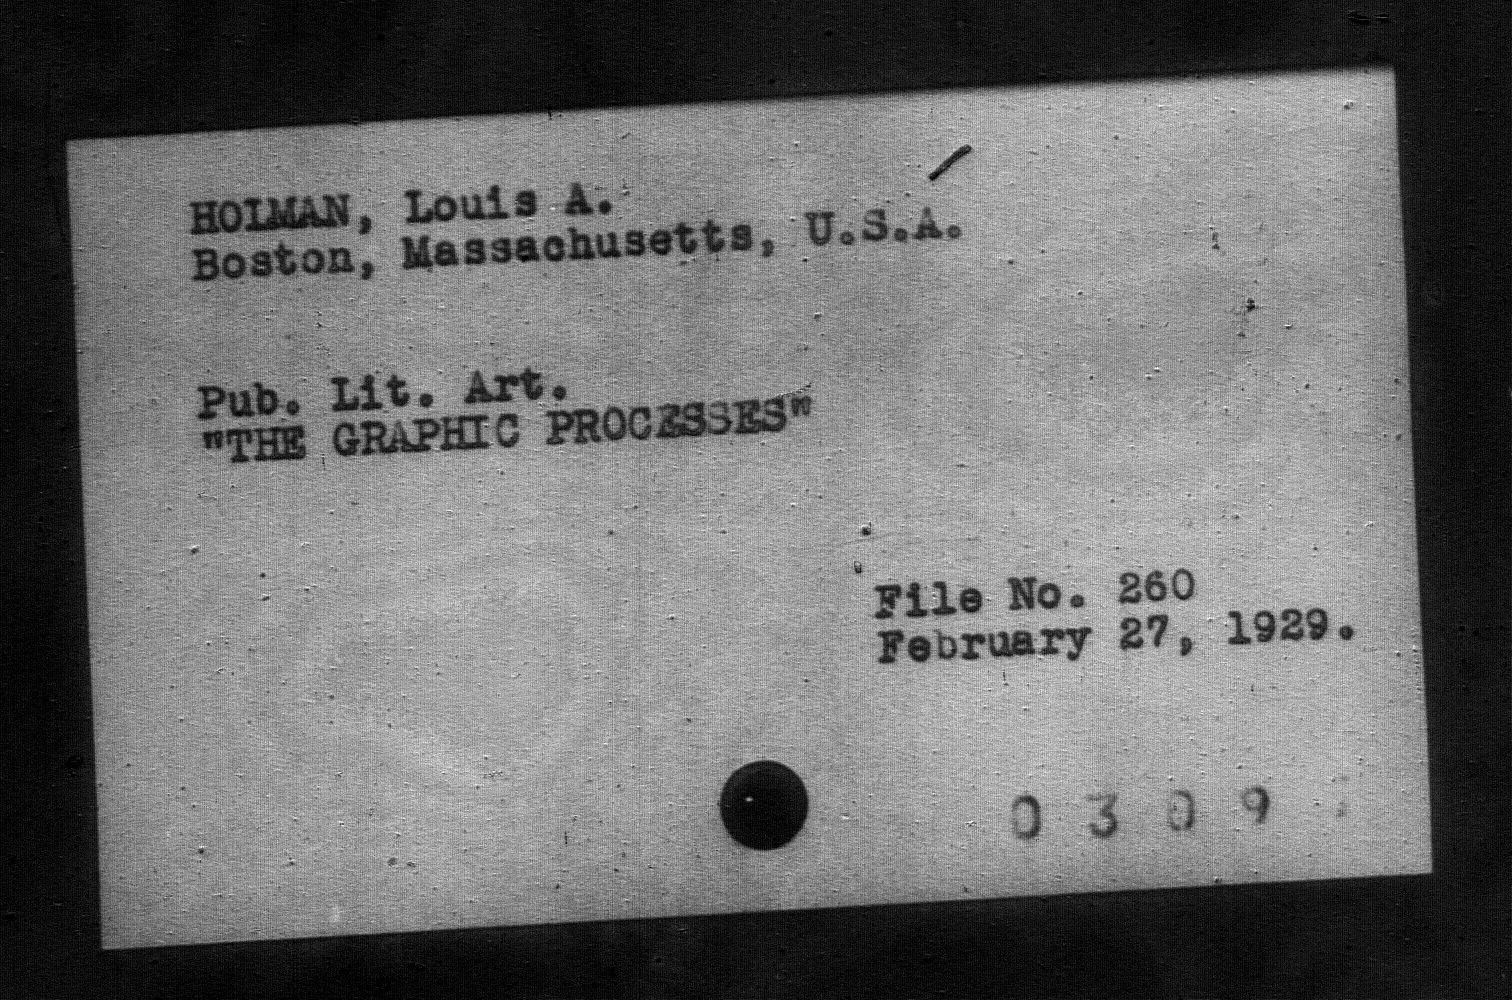 HOLMAN, Louis A.
Boston, Massachusetts, U.S.A.
Pub. Lit. Art.
"THE GRAPHIC PROCESSES"
File No. 260
February 27, 1929.
0 3 0 9